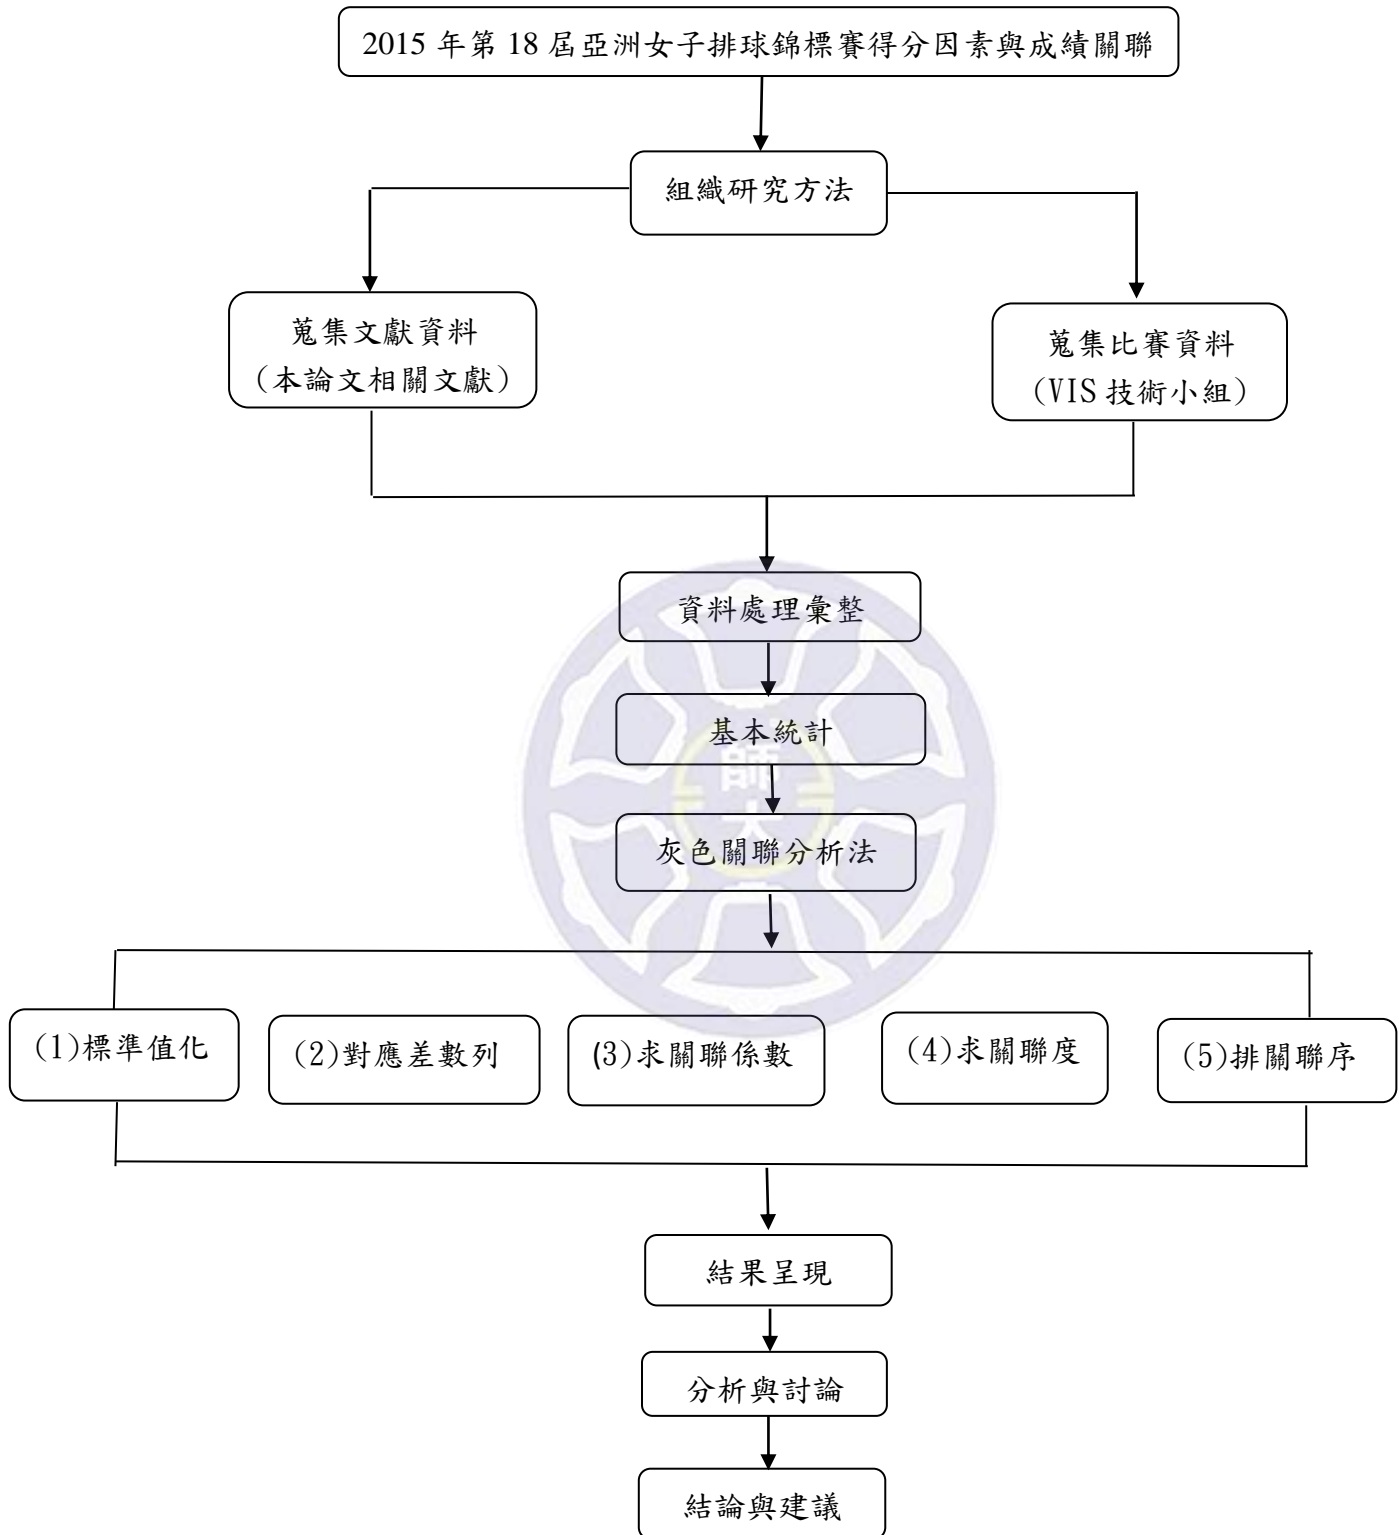 2015 年第 18 屆亞洲女子排球錦標賽得分因素與成績關聯
組織研究方法
蒐集文獻資料
(本論文相關文獻)
蒐集比賽資料
(VIS 技術小組)
資料處理彙整
基本統計
師大
灰色關聯分析法
(1)標準值化
(2)對應差數列
(3)求關聯係數
(4)求關聯度
(5)排關聯序
結果呈現
分析與討論
結論與建議